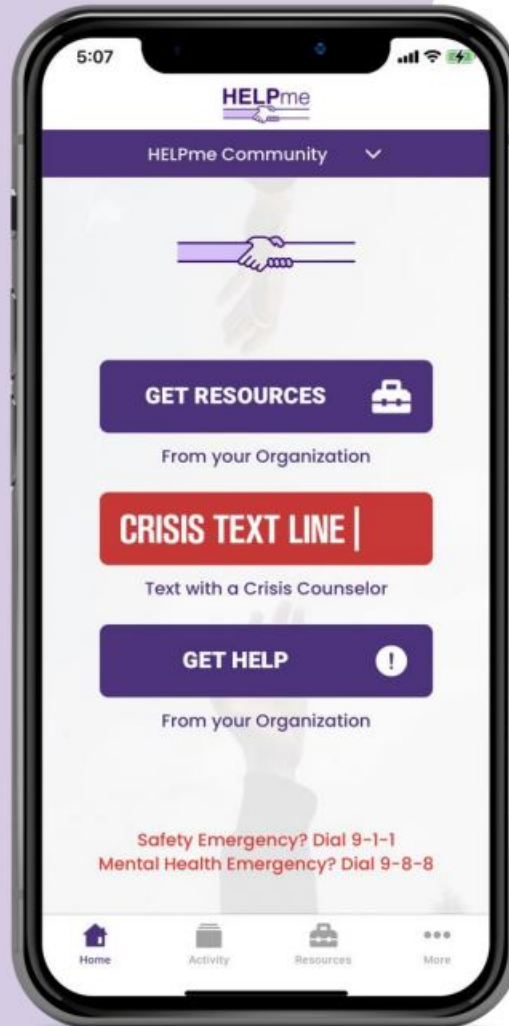 5:07
HELPme
HELPme Community
GET RESOURCES
From your Organization
CRISIS TEXT LINE |
Text with a Crisis Counselor
GET HELP
!
From your Organization
Safety Emergency? Dial 9-1-1
Mental Health Emergency? Dial 9-8-8
Home Activity Resources More